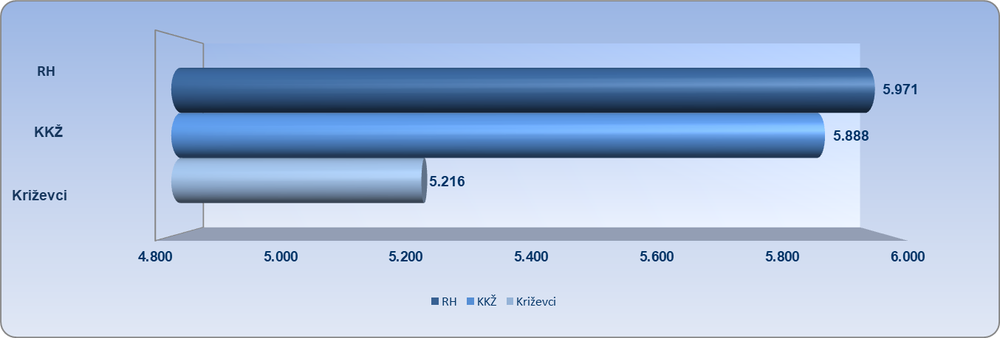 RH
5.971
KKŽ
5.888
Križevci
5.216
4.800 5.000 5.200 5.400 5.600 5.800 6.000
RH KKŽ Križevci